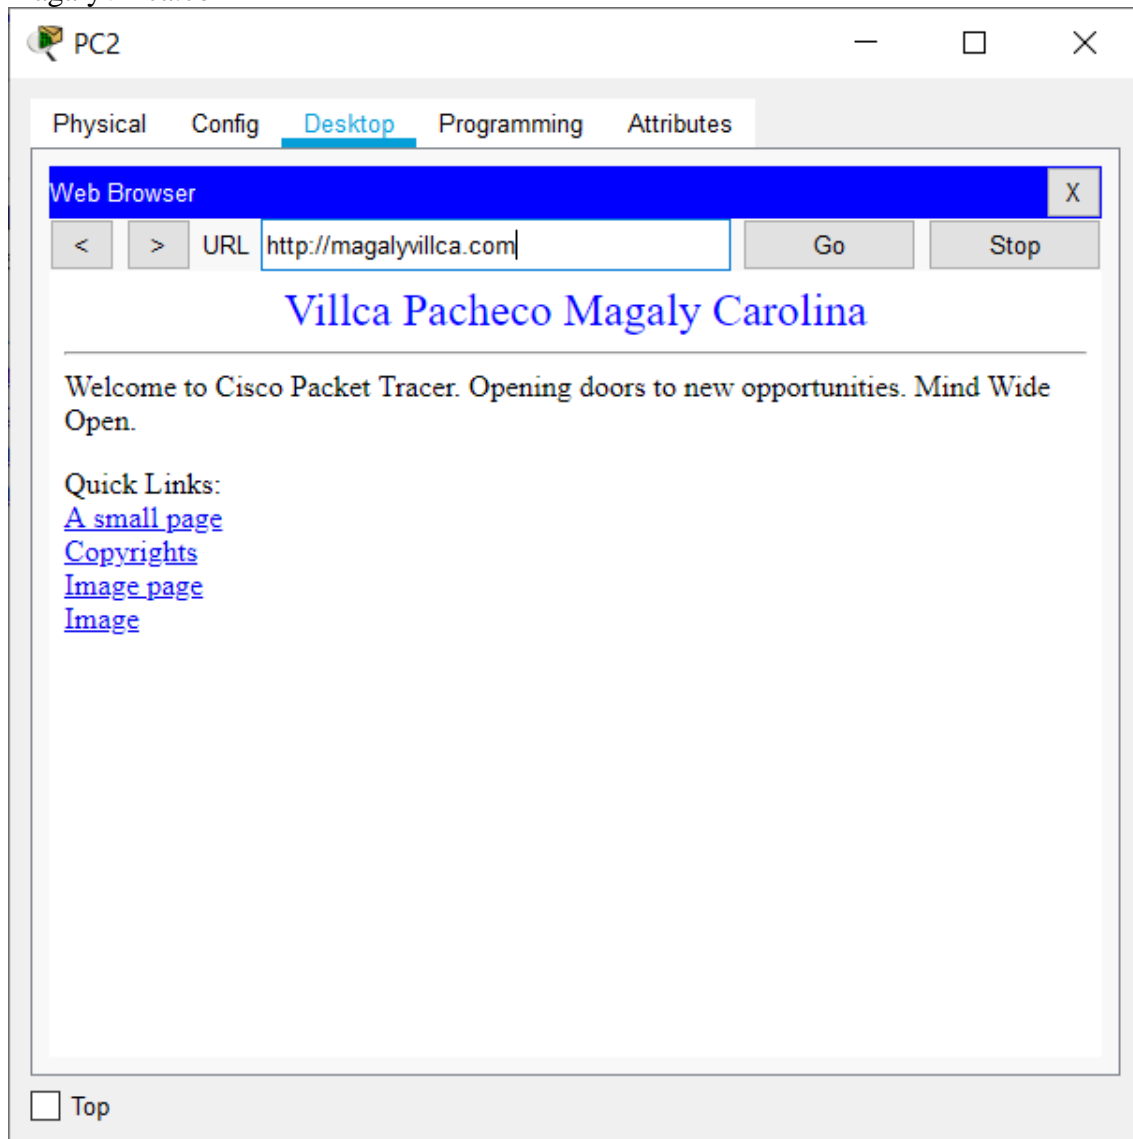 PC2
Physical Config Desktop Programming Attributes
Web Browser X
< > URL http://magalyvillca.com Go Stop
Villca Pacheco Magaly Carolina
Welcome to Cisco Packet Tracer. Opening doors to new opportunities. Mind Wide
Open.
Quick Links:
A small page
Copyrights
Image page
Image
Top